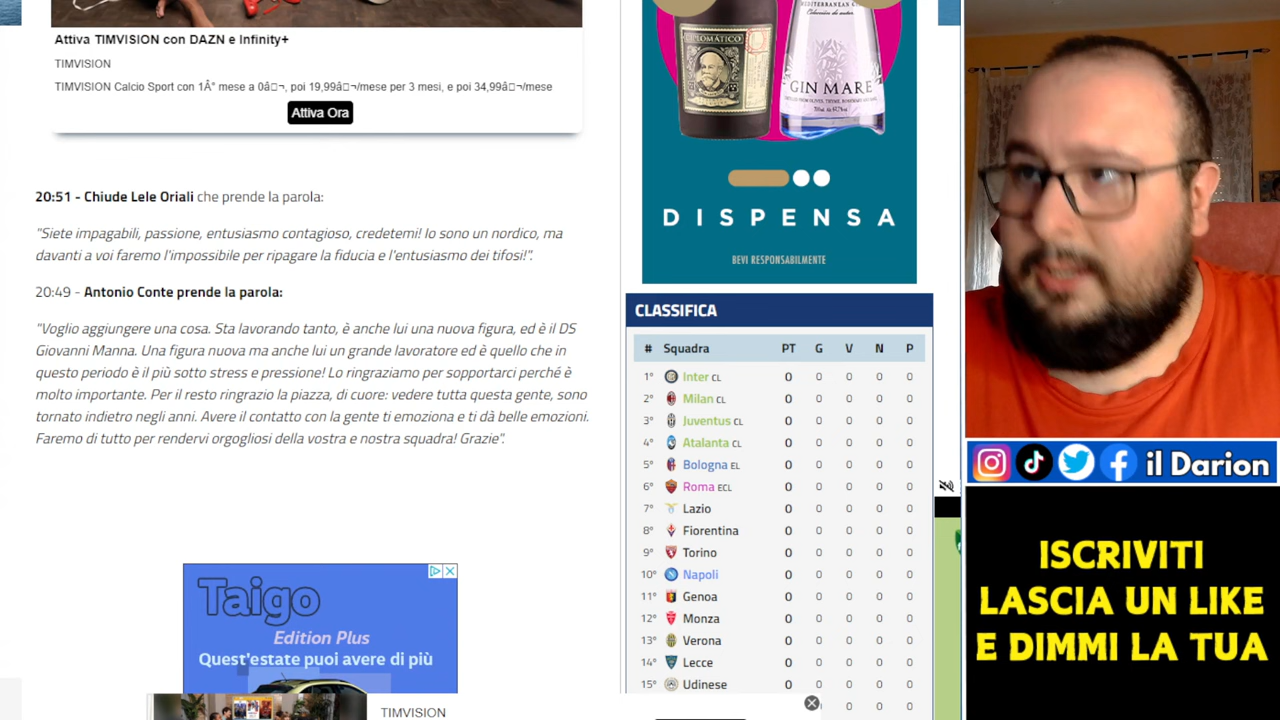 Attiva TIMVISION con DAZN e Infinity+
TIMVISION
TIMVISION Calcio Sport con 1Â° mese a 0â□¬, poi 19,99â□¬/mese per 3 mesi, e poi 34,99â□¬/mese
Attiva Ora
20:51 - Chiude Lele Oriali che prende la parola:
"Siete impagabili, passione, entusiasmo contagioso, credetemi! Io sono un nordico, ma
davanti a voi faremo l'impossibile per ripagare la fiducia e l'entusiasmo dei tifosi!".
20:49 - Antonio Conte prende la parola:
"Voglio aggiungere una cosa. Sta lavorando tanto, è anche lui una nuova figura, ed è il DS
Giovanni Manna. Una figura nuova ma anche lui un grande lavoratore ed è quello che in
questo periodo è il più sotto stress e pressione! Lo ringraziamo per sopportarci perché è
molto importante. Per il resto ringrazio la piazza, di cuore: vedere tutta questa gente, sono
tornato indietro negli anni. Avere il contatto con la gente ti emoziona e ti dà belle emozioni.
Faremo di tutto per rendervi orgogliosi della vostra e nostra squadra! Grazie".
Taigo
Edition Plus
Quest'estate puoi avere di più
TIMVISION
DIPLOMÁTICO
GIN MARE
DISPENSA
BEVI RESPONSABILMENTE
CLASSIFICA
# Squadra PT G V N P
1° Inter CL 0 0 0 0 0
2° Milan CL 0 0 0 0 0
3° Juventus CL 0 0 0 0 0
4° Atalanta CL 0 0 0 0 0
5° Bologna EL 0 0 0 0 0
6° Roma ECL 0 0 0 0 0
7° Lazio 0 0 0 0 0
8° Fiorentina 0 0 0 0 0
9° Torino 0 0 0 0 0
10° Napoli 0 0 0 0 0
11° Genoa 0 0 0 0 0
12° Monza 0 0 0 0 0
13° Verona 0 0 0 0 0
14° Lecce 0 0 0 0 0
15° Udinese 0 0 0 0 0
0 0 0 0
il Darion
ISCRIVITI
LASCIA UN LIKE
E DIMMI LA TUA